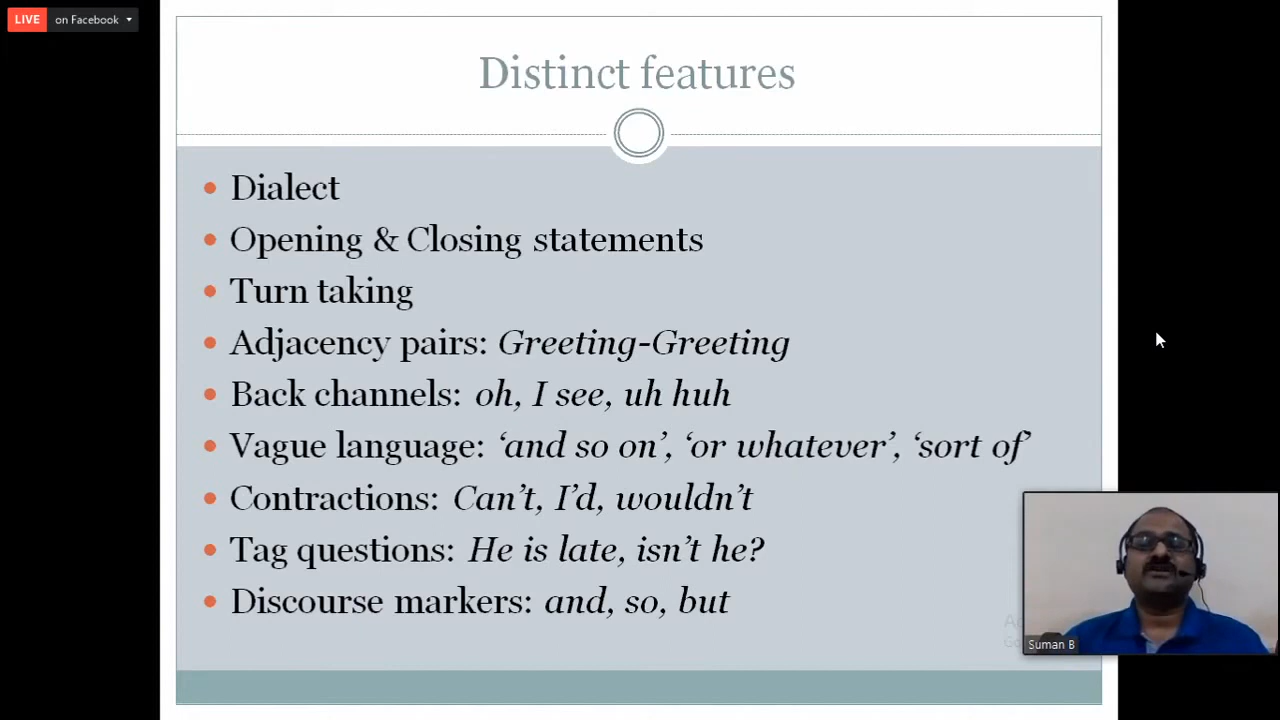 LIVE on Facebook
Distinct features
Dialect
Opening & Closing statements
Turn taking
Adjacency pairs: Greeting-Greeting
Back channels: oh, I see, uh huh
Vague language: ‘and so on’, ‘or whatever’, ‘sort of’
Contractions: Can’t, I’d, wouldn’t
Tag questions: He is late, isn’t he?
Discourse markers: and, so, but
Suman B